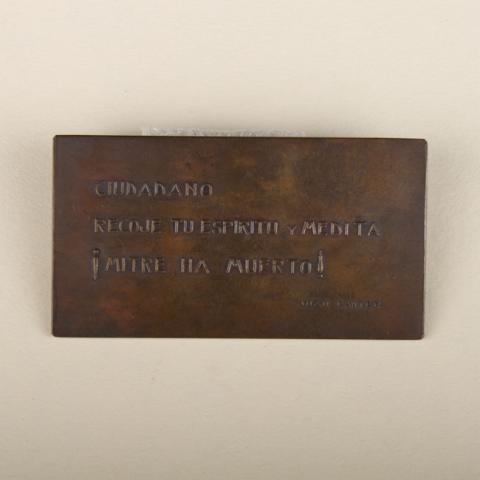 CIUDADANO
RECOJE TU ESPIRITU Y MEDITA
¡MITRE HA MUERTO!